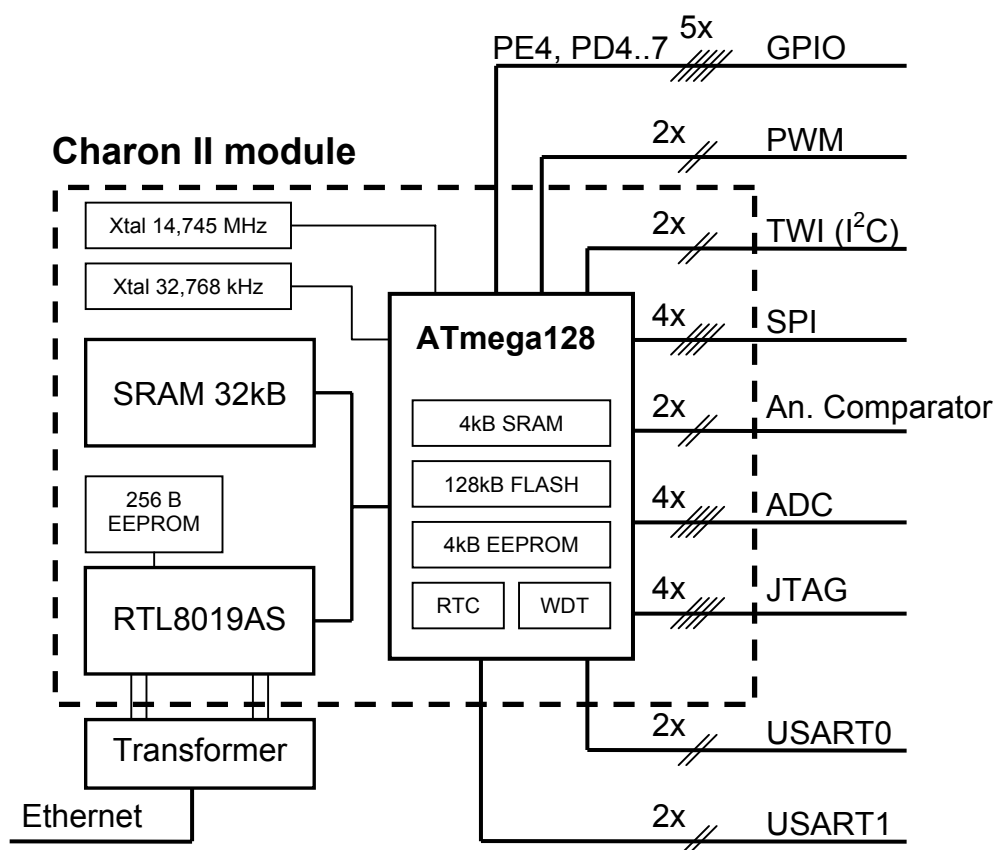 PE4, PD4..7
5x
GPIO
2x
PWM
Charon II module
Xtal 14,745 MHz
2x
TWI (I²C)
Xtal 32,768 kHz
ATmega128
4x
SPI
SRAM 32kB
4kB SRAM
2x
An. Comparator
256 B
EEPROM
128kB FLASH
4x
ADC
4kB EEPROM
RTL8019AS
RTC
WDT
4x
JTAG
Transformer
2x
USART0
Ethernet
2x
USART1